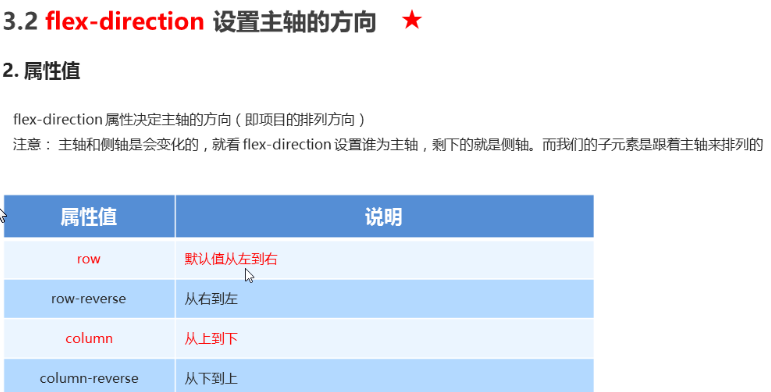 3.2 flex-direction 设置主轴的方向 ★
2. 属性值
flex-direction 属性决定主轴的方向（即项目的排列方向）
注意： 主轴和侧轴是会变化的，就看 flex-direction 设置谁为主轴，剩下的就是侧轴。而我们的子元素是跟着主轴来排列的
属性值 说明
row 默认值从左到右
row-reverse 从右到左
column 从上到下
column-reverse 从下到上